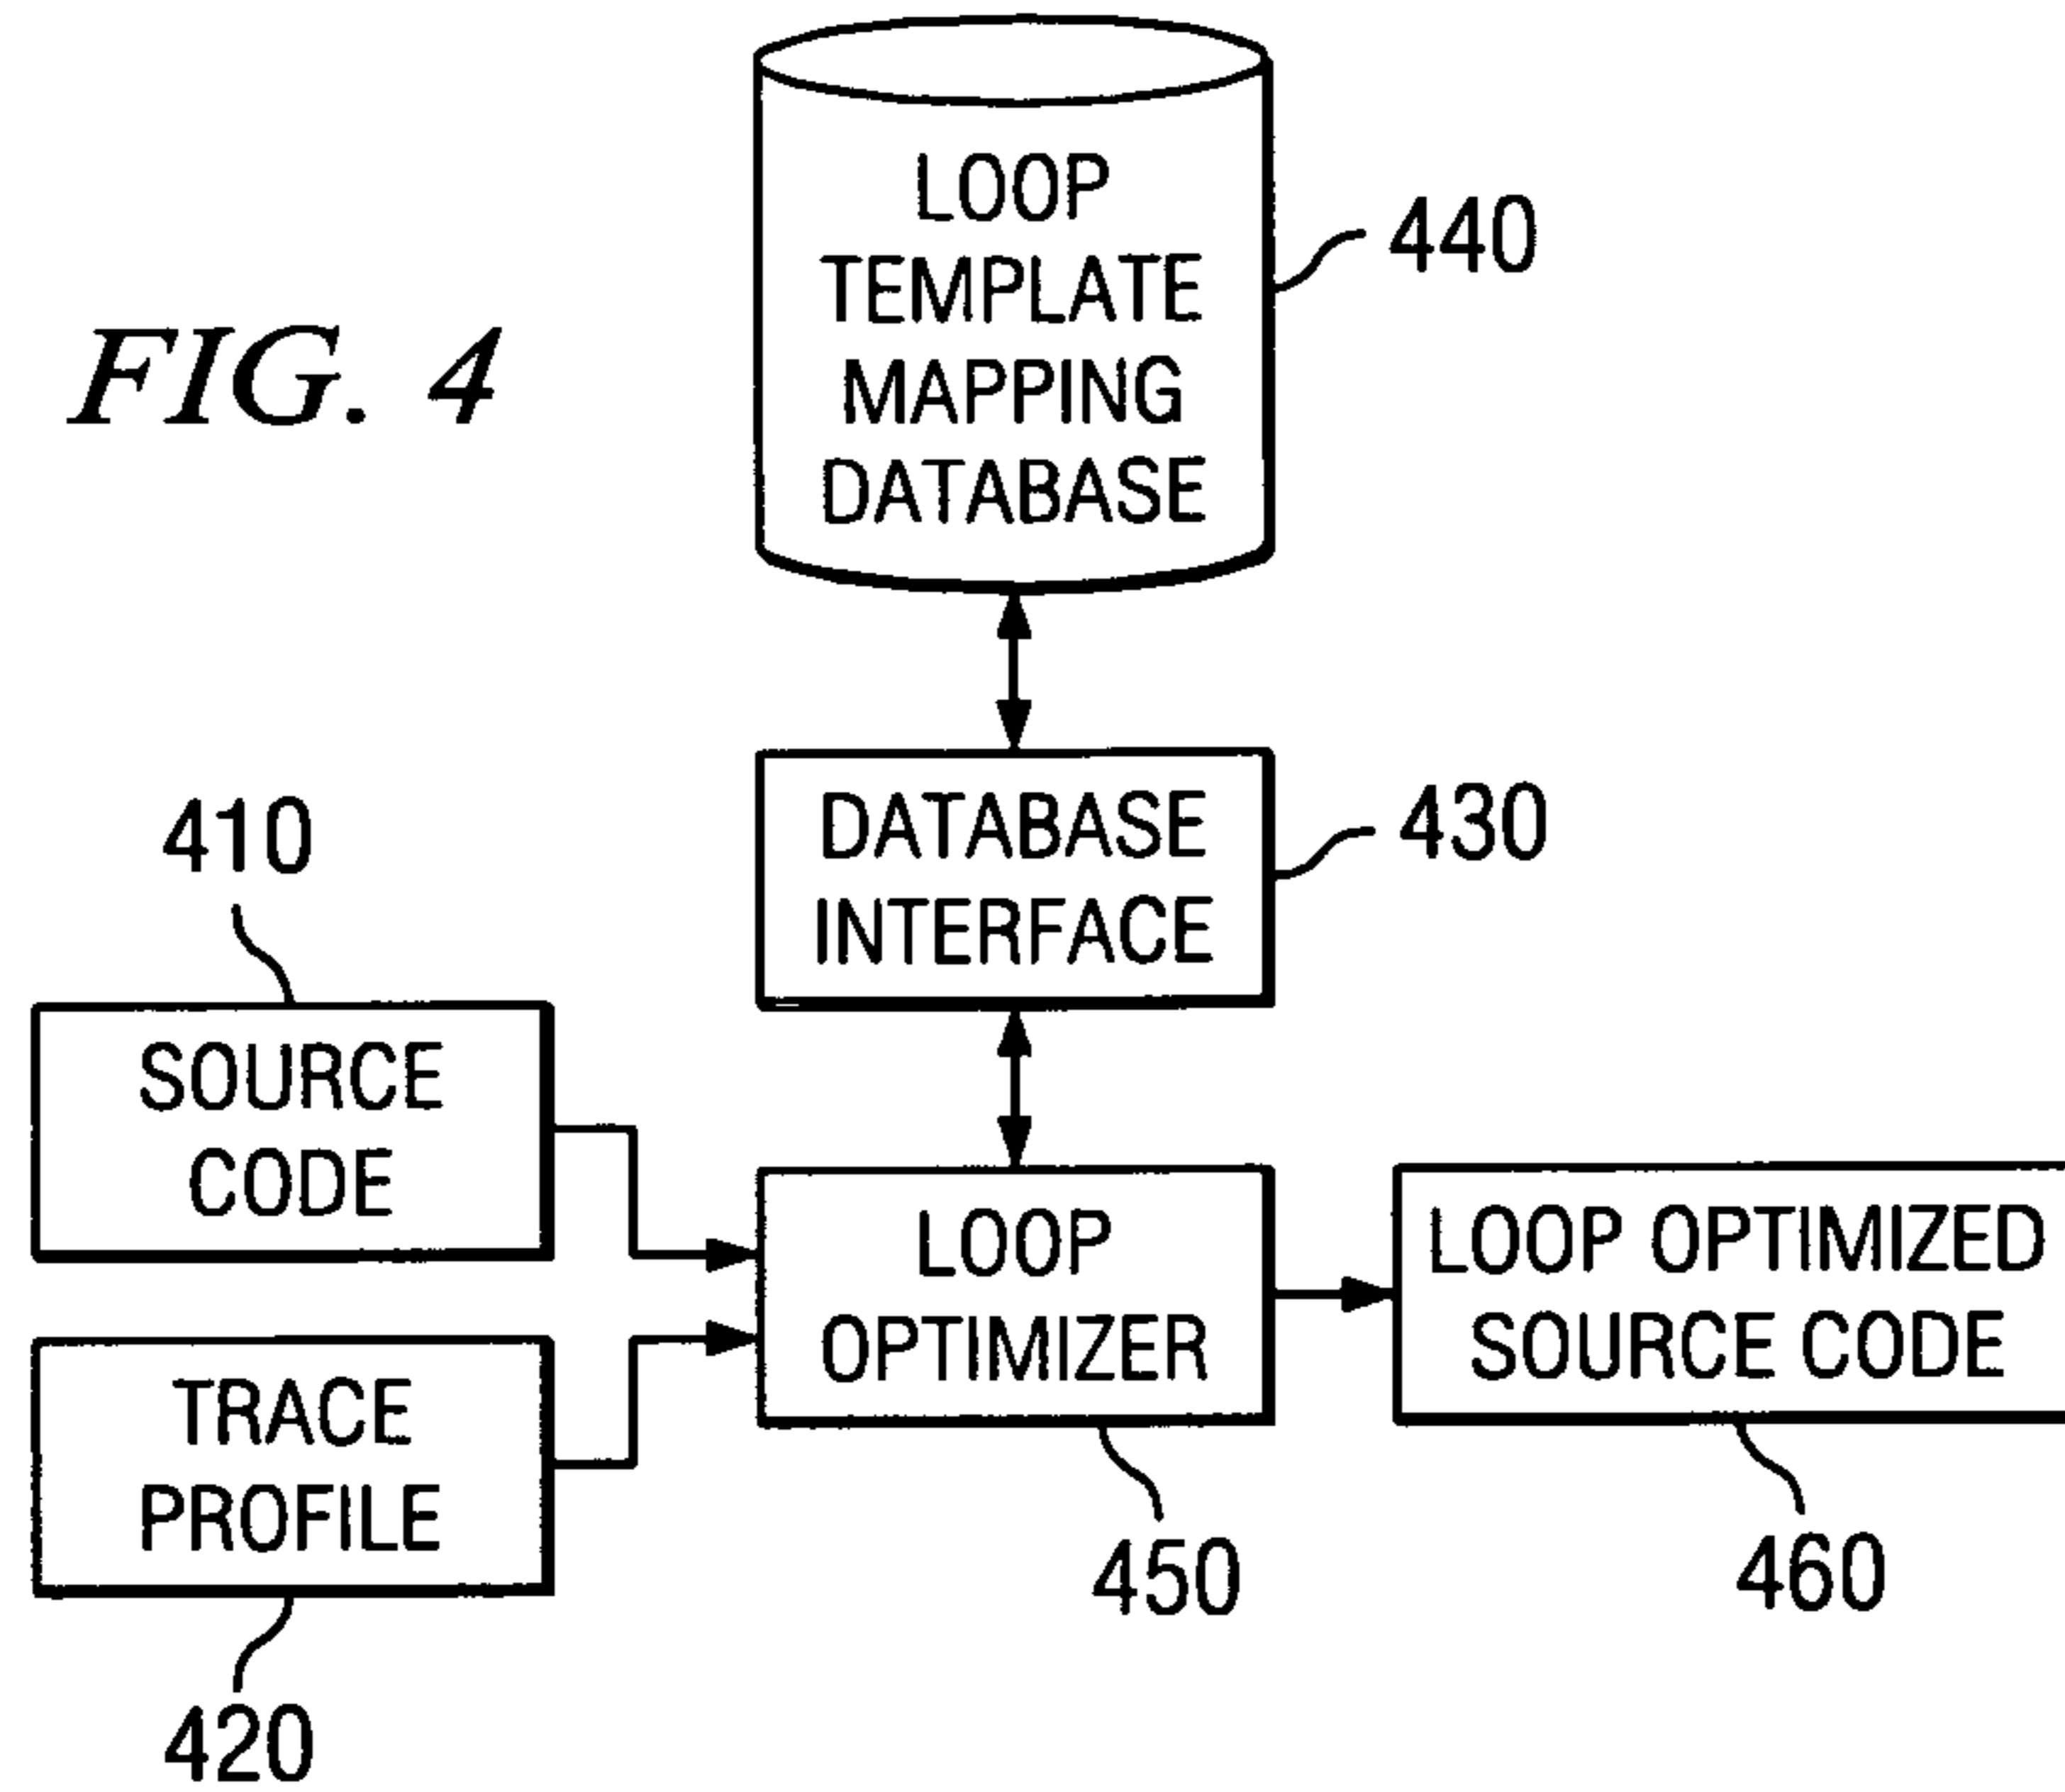 FIG. 4
LOOP
TEMPLATE
MAPPING
DATABASE
440
DATABASE
INTERFACE
430
410
SOURCE
CODE
TRACE
PROFILE
420
LOOP
OPTIMIZER
450
LOOP OPTIMIZED
SOURCE CODE
460